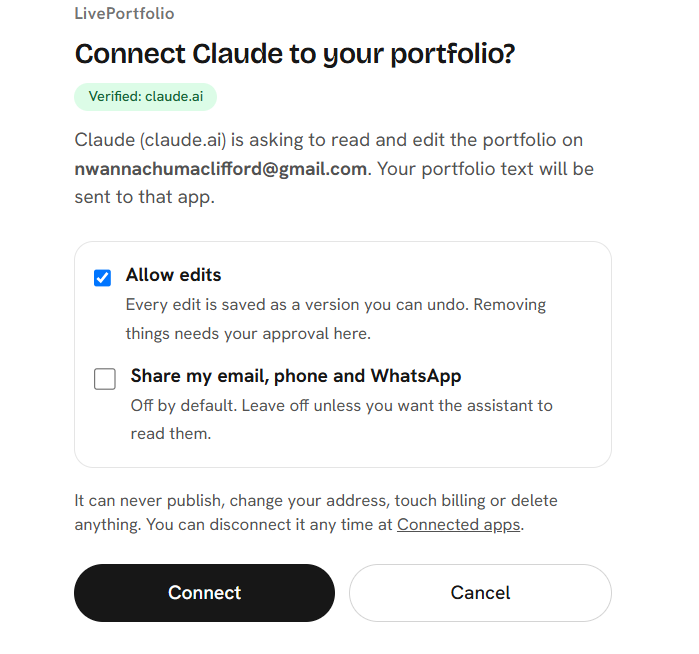 LivePortfolio
Connect Claude to your portfolio?
Verified: claude.ai
Claude (claude.ai) is asking to read and edit the portfolio on
nwannachumaclifford@gmail.com. Your portfolio text will be
sent to that app.
Allow edits
Every edit is saved as a version you can undo. Removing
things needs your approval here.
Share my email, phone and WhatsApp
Off by default. Leave off unless you want the assistant to
read them.
It can never publish, change your address, touch billing or delete
anything. You can disconnect it any time at Connected apps.
Connect
Cancel